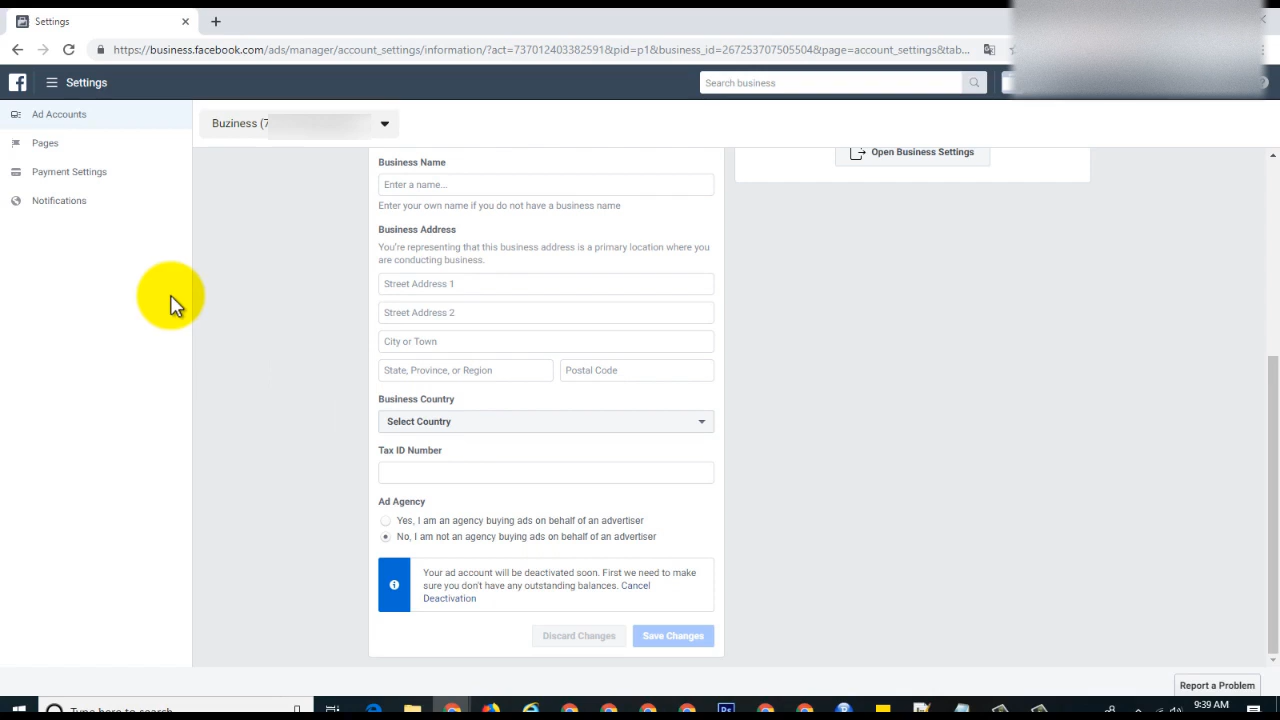 Settings
https://business.facebook.com/ads/manager/account_settings/information/?act=737012403382591&pid=p1&business_id=267253707505504&page=account_settings&tab...
Settings
Search business
Ad Accounts
Pages
Payment Settings
Notifications
Buziness (7
Open Business Settings
Business Name
Enter a name...
Enter your own name if you do not have a business name
Business Address
You're representing that this business address is a primary location where you
are conducting business.
Street Address 1
Street Address 2
City or Town
State, Province, or Region
Postal Code
Business Country
Select Country
Tax ID Number
Ad Agency
Yes, I am an agency buying ads on behalf of an advertiser
No, I am not an agency buying ads on behalf of an advertiser
Your ad account will be deactivated soon. First we need to make
sure you don't have any outstanding balances. Cancel
Deactivation
Discard Changes
Save Changes
Report a Problem
Type here to search
Ps
9:39 AM